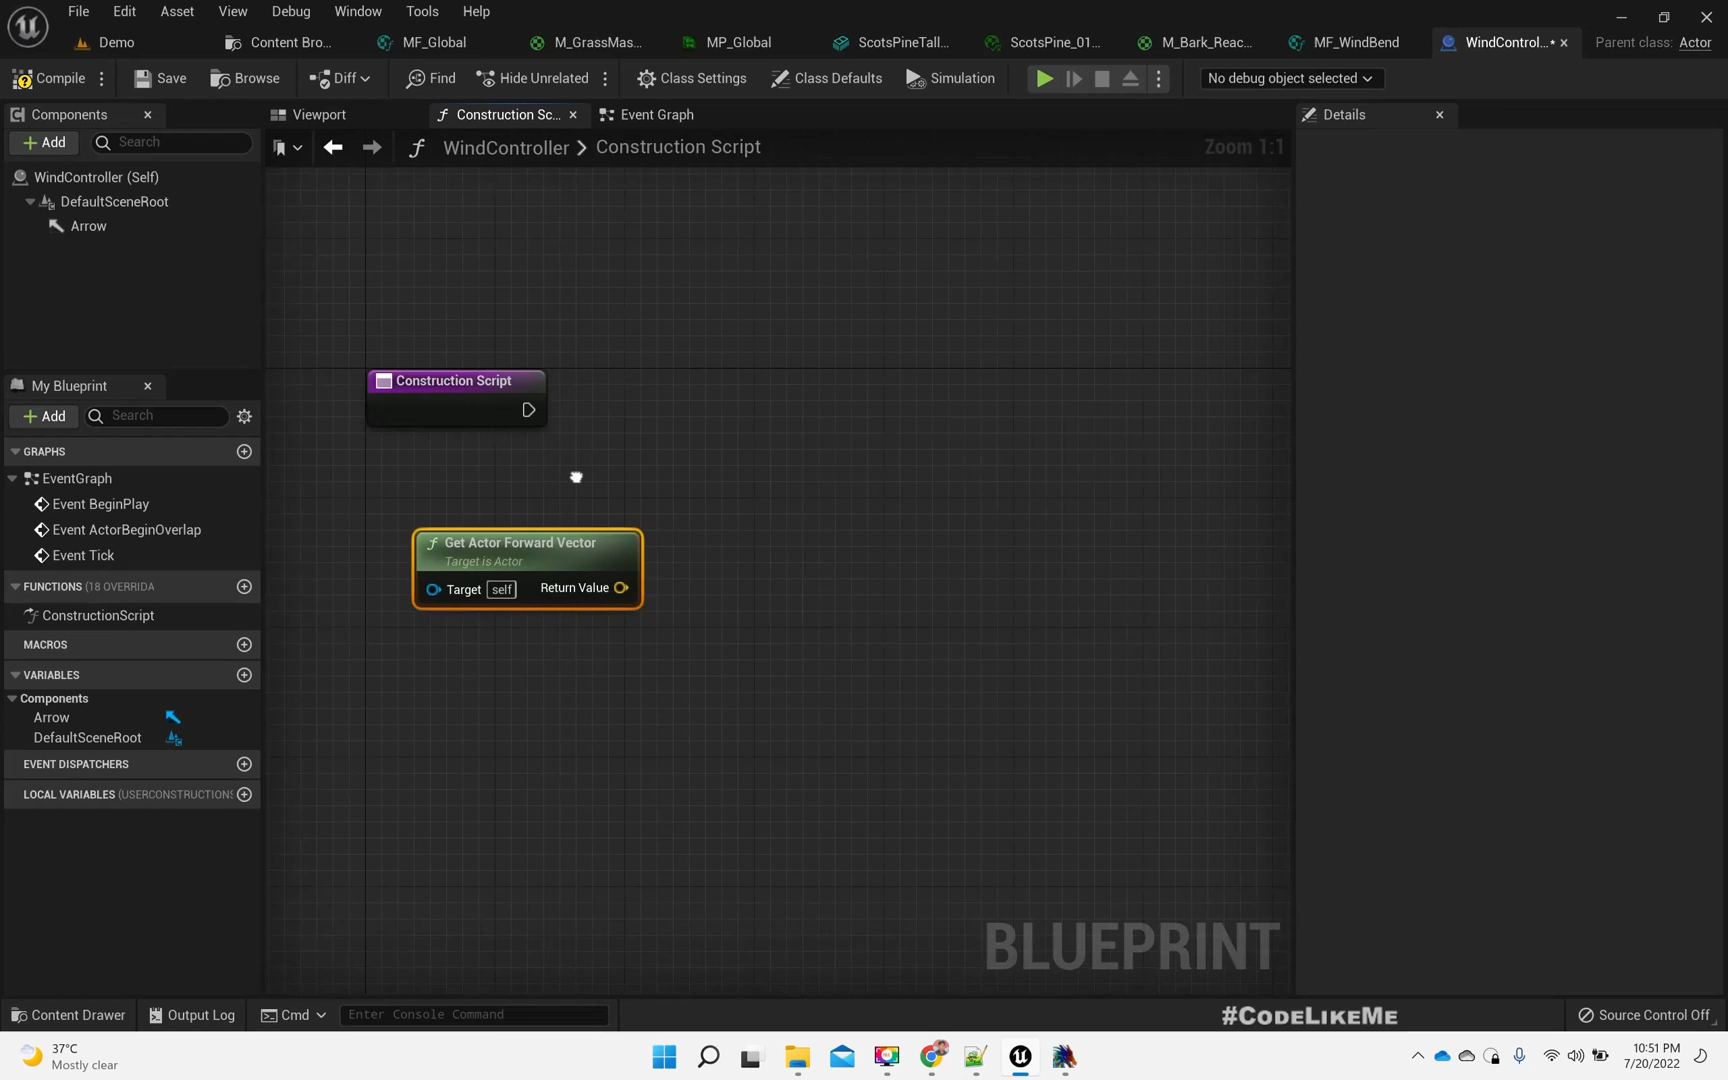 File Edit Asset View Debug Window Tools Help
Demo Content Bro... MF_Global M_GrassMas... MP_Global ScotsPineTall... ScotsPine_01... M_Bark_Reac... MF_WindBend WindControl...* Parent class: Actor
Compile Save Browse Diff Find Hide Unrelated Class Settings Class Defaults Simulation No debug object selected
Components Viewport Construction Sc... Event Graph Details
Add Search WindController > Construction Script Zoom 1:1
WindController (Self)
DefaultSceneRoot
Arrow
Construction Script
My Blueprint
Add Search
GRAPHS
EventGraph
Event BeginPlay
Event ActorBeginOverlap
Event Tick
Get Actor Forward Vector
Target is Actor
Target self Return Value
FUNCTIONS (18 OVERRIDA
ConstructionScript
MACROS
VARIABLES
Components
Arrow
DefaultSceneRoot
EVENT DISPATCHERS
LOCAL VARIABLES (USERCONSTRUCTIONS
BLUEPRINT
Content Drawer Output Log Cmd Enter Console Command #CODELIKEME Source Control Off
37°C
Mostly clear
10:51 PM
7/20/2022